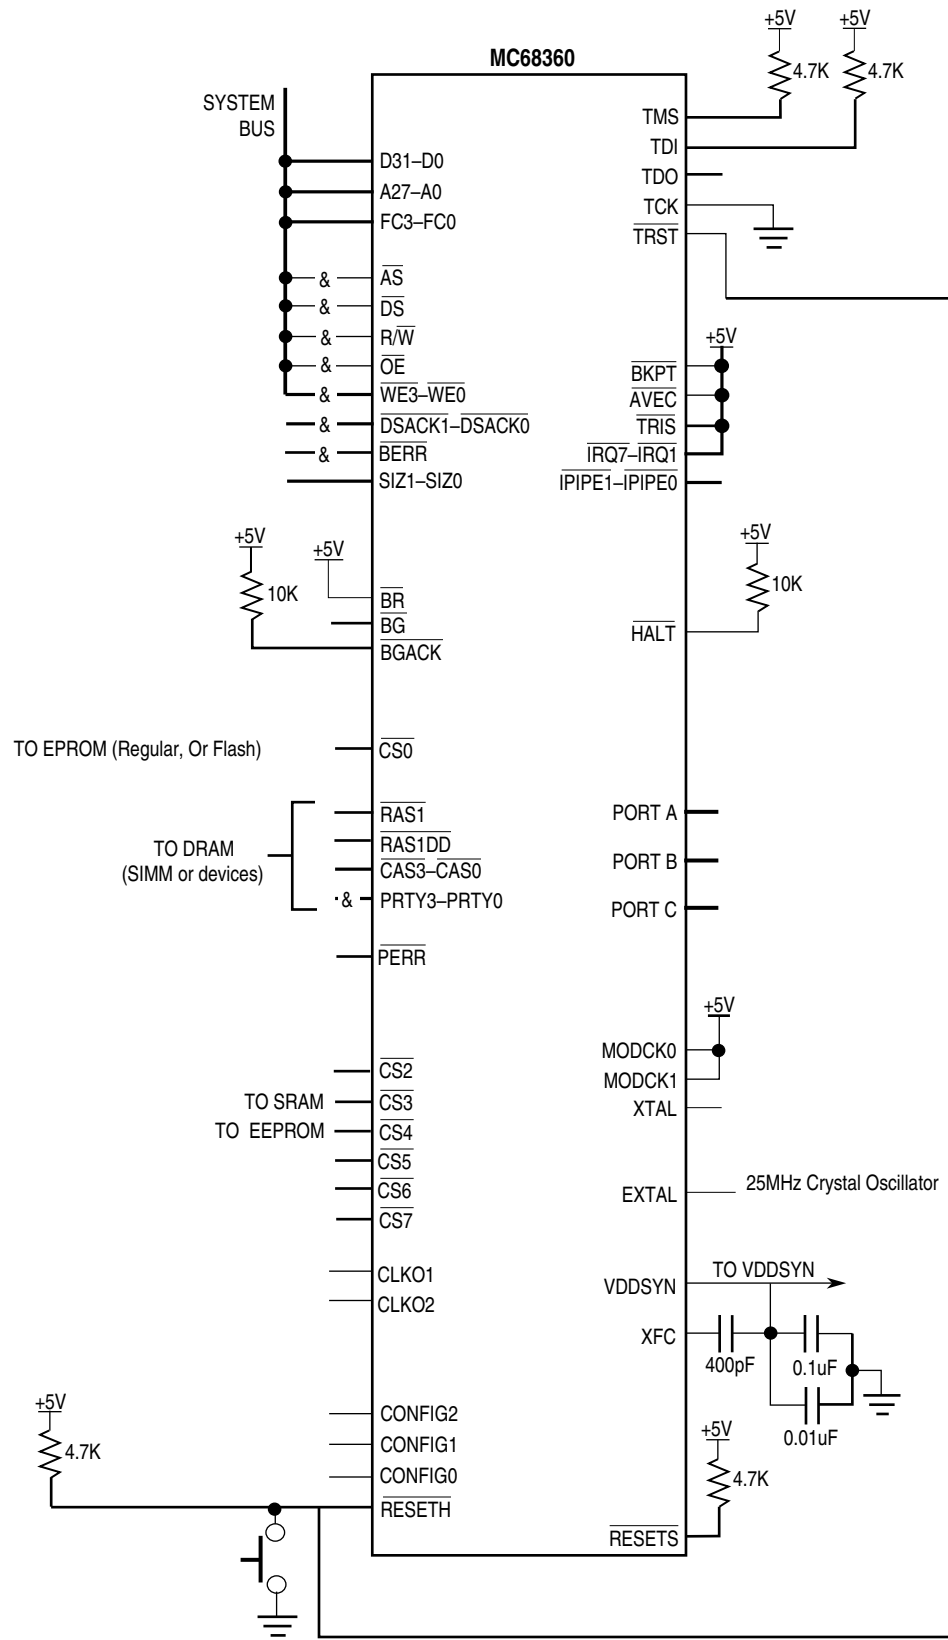 MC68360
+5V
+5V
4.7K
4.7K
SYSTEM
BUS
D31–D0
A27–A0
FC3–FC0
& AS
& DS
& R/W
& OE
& WE3–WE0
& DSACK1–DSACK0
& BERR
SIZ1–SIZ0
+5V
10K
+5V
BR
BG
BGACK
TO EPROM (Regular, Or Flash)
CS0
TO DRAM
(SIMM or devices)
RAS1
RAS1DD
CAS3–CAS0
& PRTY3–PRTY0
PERR
CS2
TO SRAM CS3
TO EEPROM CS4
CS5
CS6
CS7
CLKO1
CLKO2
CONFIG2
CONFIG1
CONFIG0
+5V
4.7K
RESETH
TMS
TDI
TDO
TCK
TRST
+5V
BKPT
AVEC
TRIS
IRQ7–IRQ1
IPIPE1–IPIPE0
+5V
10K
HALT
PORT A
PORT B
PORT C
+5V
MODCK0
MODCK1
XTAL
EXTAL
25MHz Crystal Oscillator
VDDSYN
TO VDDSYN
XFC
400pF
0.1uF
0.01uF
+5V
4.7K
RESETS